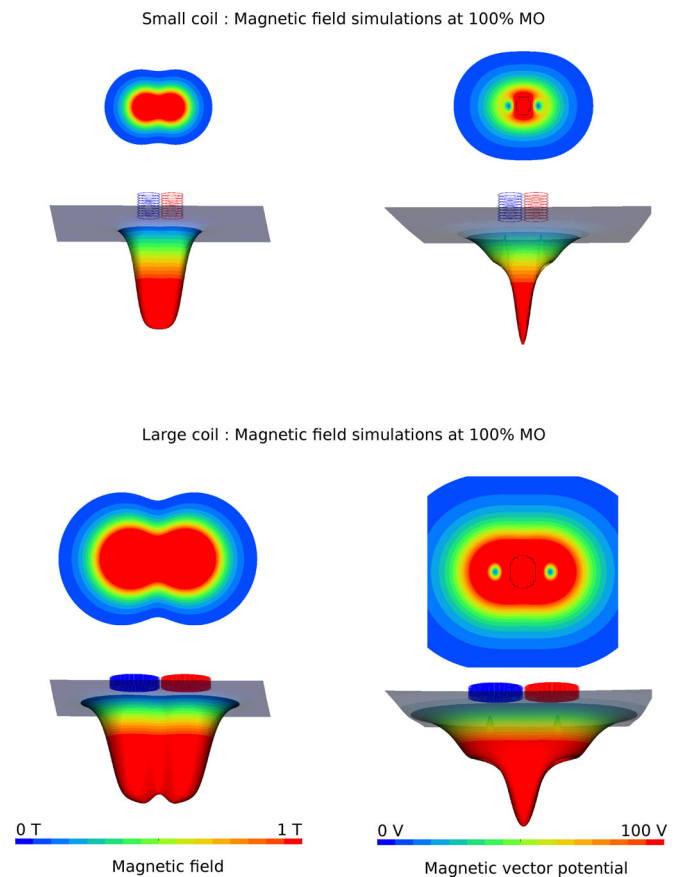 Small coil : Magnetic field simulations at 100% MO
Large coil : Magnetic field simulations at 100% MO
0 T 1 T
0 V 100 V
Magnetic field
Magnetic vector potential